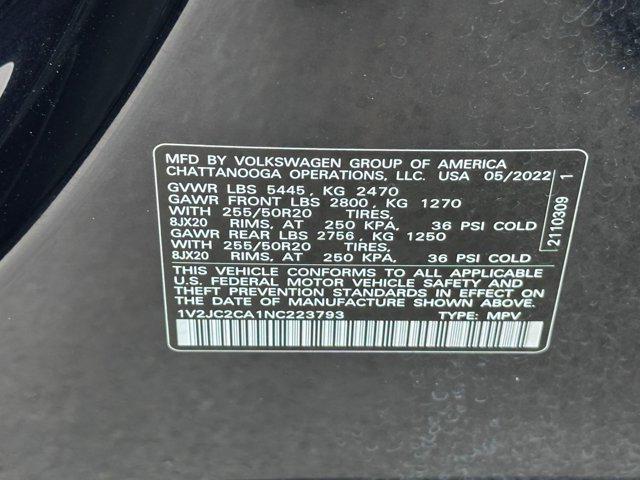 MFD BY VOLKSWAGEN GROUP OF AMERICA
CHATTANOOGA OPERATIONS, LLC. USA 05/2022
GVWR LBS 5445, KG 2470
GAWR FRONT LBS 2800, KG 1270
WITH 255/50R20 TIRES,
8JX20 RIMS, AT 250 KPA, 36 PSI COLD
GAWR REAR LBS 2756, KG 1250
WITH 255/50R20 TIRES,
8JX20 RIMS, AT 250 KPA, 36 PSI COLD
THIS VEHICLE CONFORMS TO ALL APPLICABLE
U.S. FEDERAL MOTOR VEHICLE SAFETY AND
THEFT PREVENTION STANDARDS IN EFFECT ON
THE DATE OF MANUFACTURE SHOWN ABOVE.
1V2JC2CA1NC223793 TYPE: MPV
2110309 1